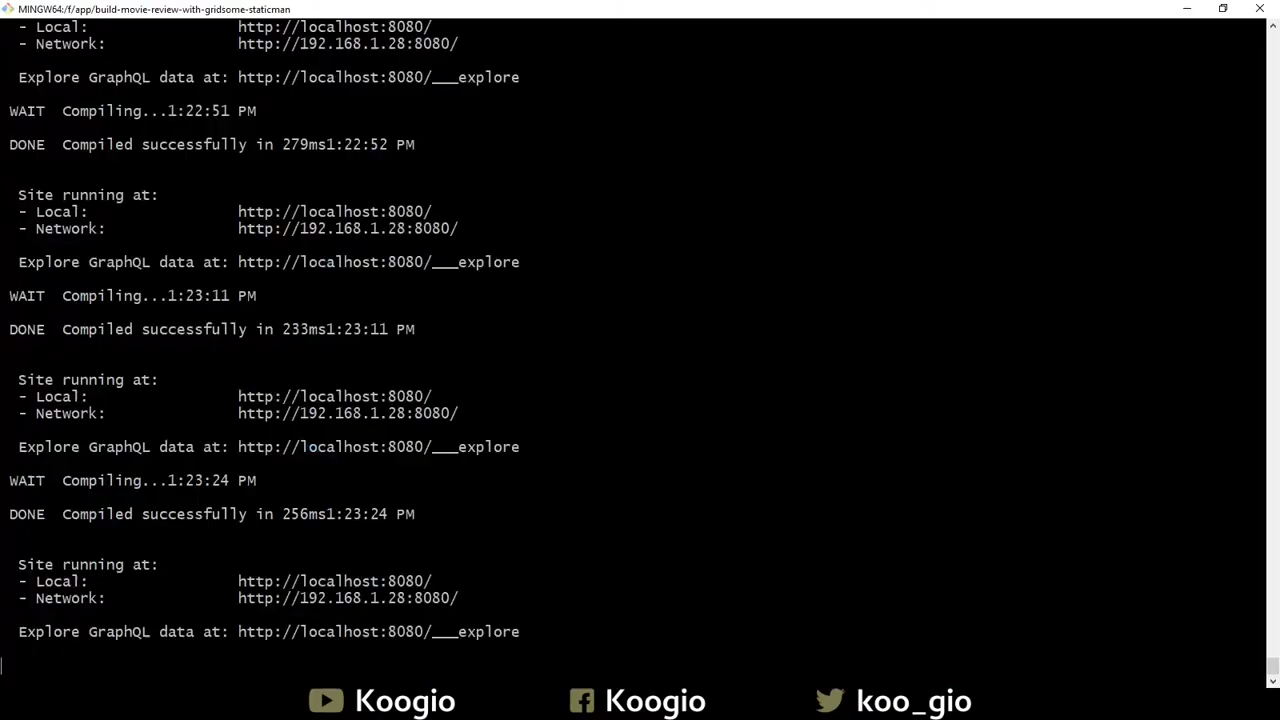 MINGW64:/f/app/build-movie-review-with-gridsome-staticman
- Local: http://localhost:8080/
- Network: http://192.168.1.28:8080/
Explore GraphQL data at: http://localhost:8080/___explore
WAIT Compiling...1:22:51 PM
DONE Compiled successfully in 279ms1:22:52 PM
Site running at:
- Local: http://localhost:8080/
- Network: http://192.168.1.28:8080/
Explore GraphQL data at: http://localhost:8080/___explore
WAIT Compiling...1:23:11 PM
DONE Compiled successfully in 233ms1:23:11 PM
Site running at:
- Local: http://localhost:8080/
- Network: http://192.168.1.28:8080/
Explore GraphQL data at: http://localhost:8080/___explore
WAIT Compiling...1:23:24 PM
DONE Compiled successfully in 256ms1:23:24 PM
Site running at:
- Local: http://localhost:8080/
- Network: http://192.168.1.28:8080/
Explore GraphQL data at: http://localhost:8080/___explore
Koogio Koogio koo_gio